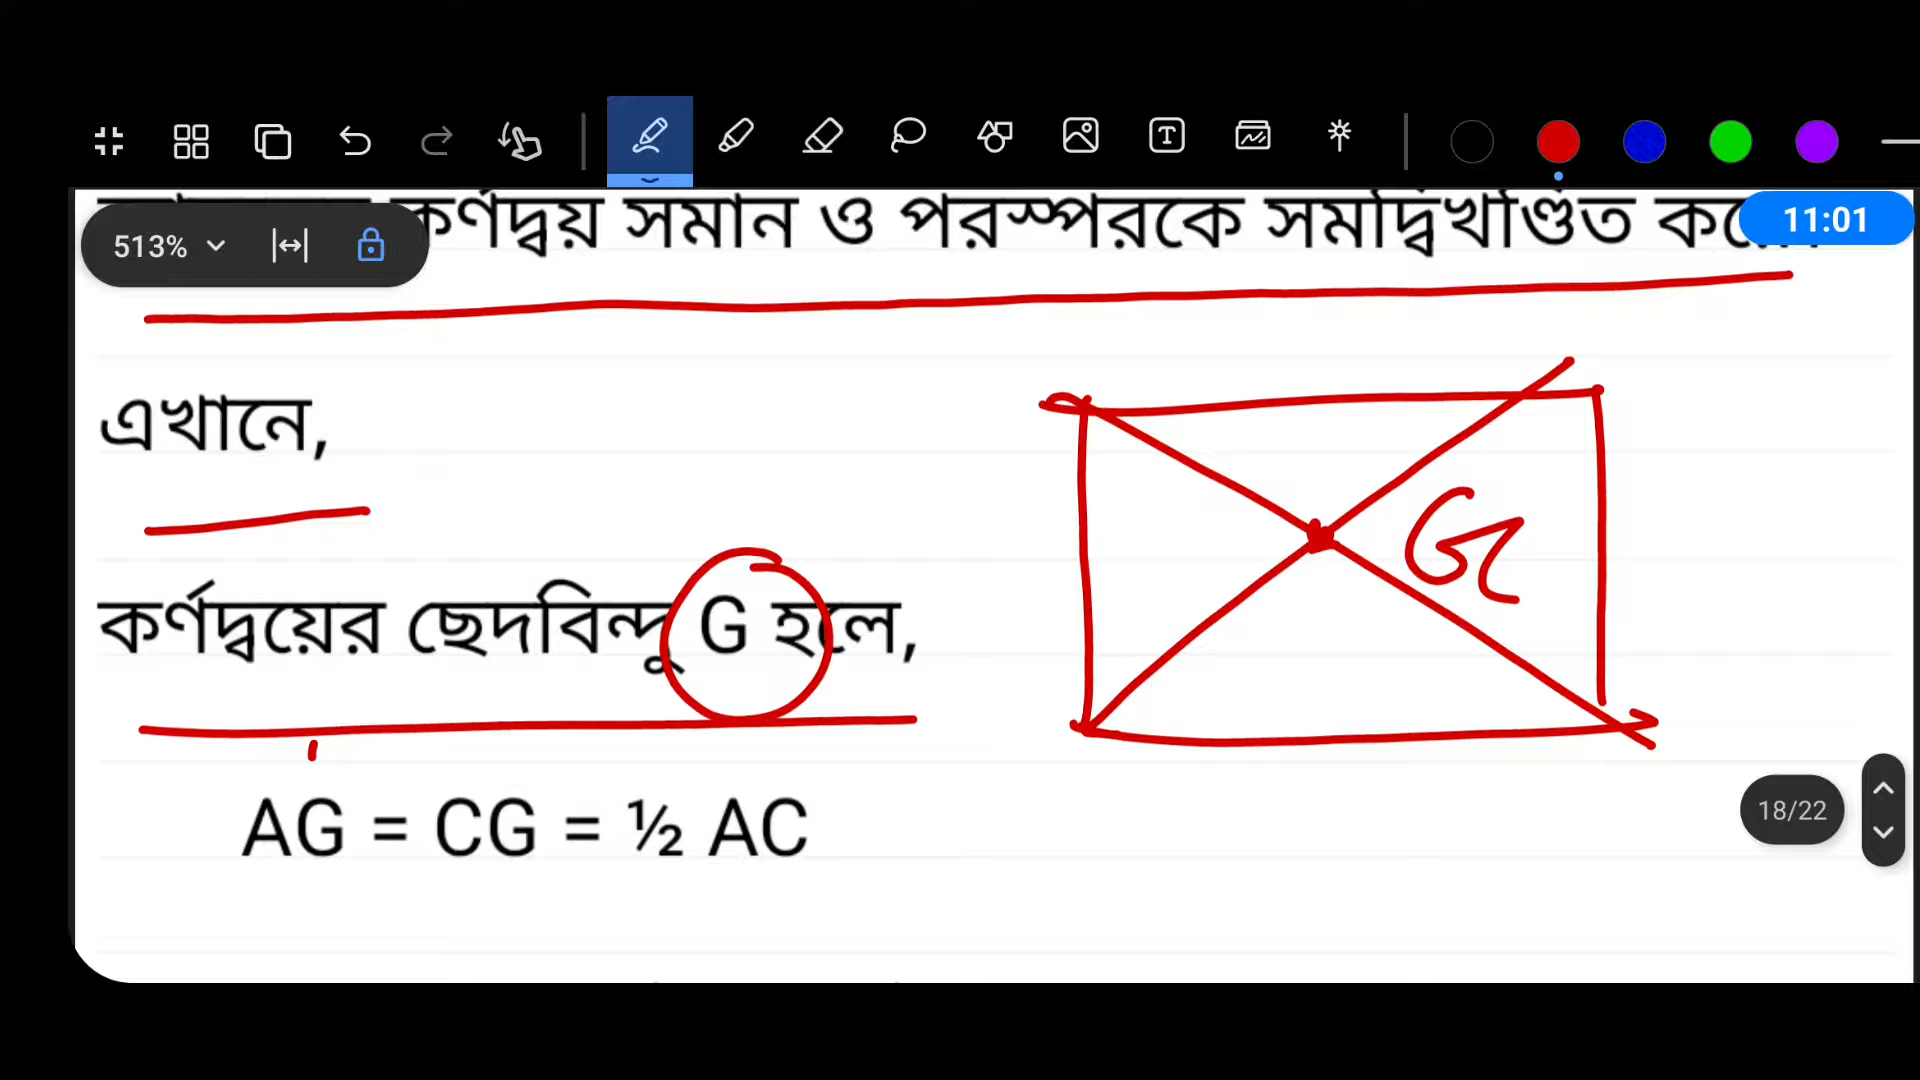 কর্ণদ্বয় সমান ও পরস্পরকে সমদ্বিখণ্ডিত
513%
11:01
এখানে,
G
কর্ণদ্বয়ের ছেদবিন্দু G হলে,
AG = CG = ½ AC
18/22